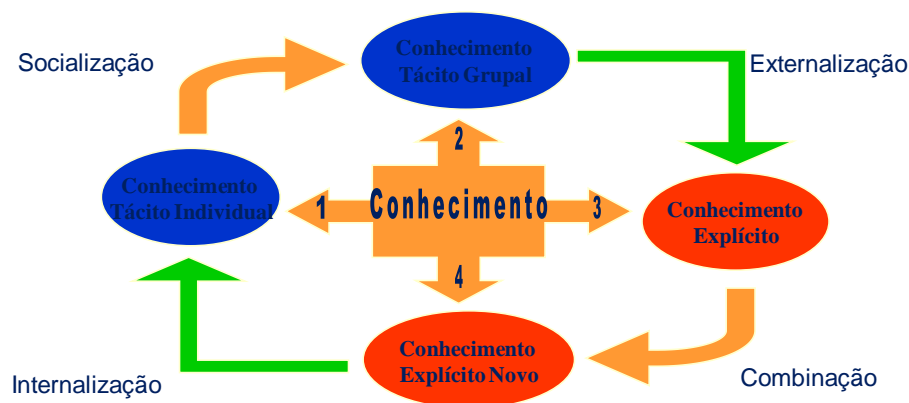 Conhecimento
Tácito Grupal
Socialização
Externalização
2
Conhecimento
Tácito Individual
1
Conhecimento
3
Conhecimento
Explícito
4
Conhecimento
Explícito Novo
Internalização
Combinação